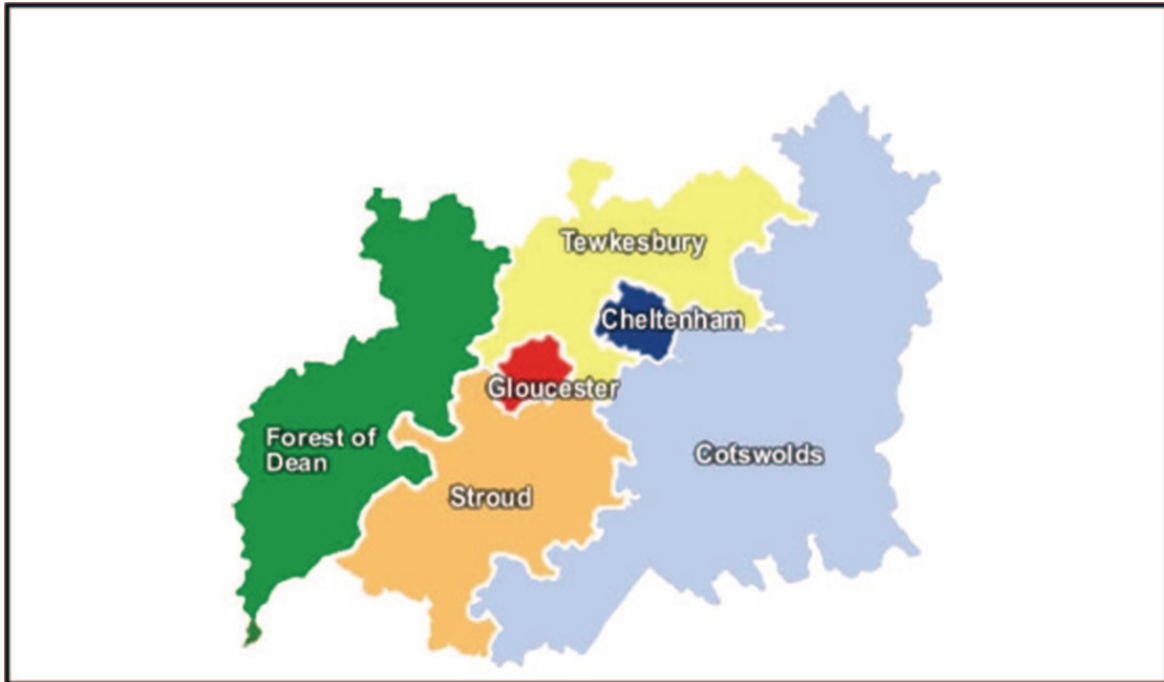 Tewkesbury
Cheltenham
Gloucester
Forest of
Dean
Cotswolds
Stroud